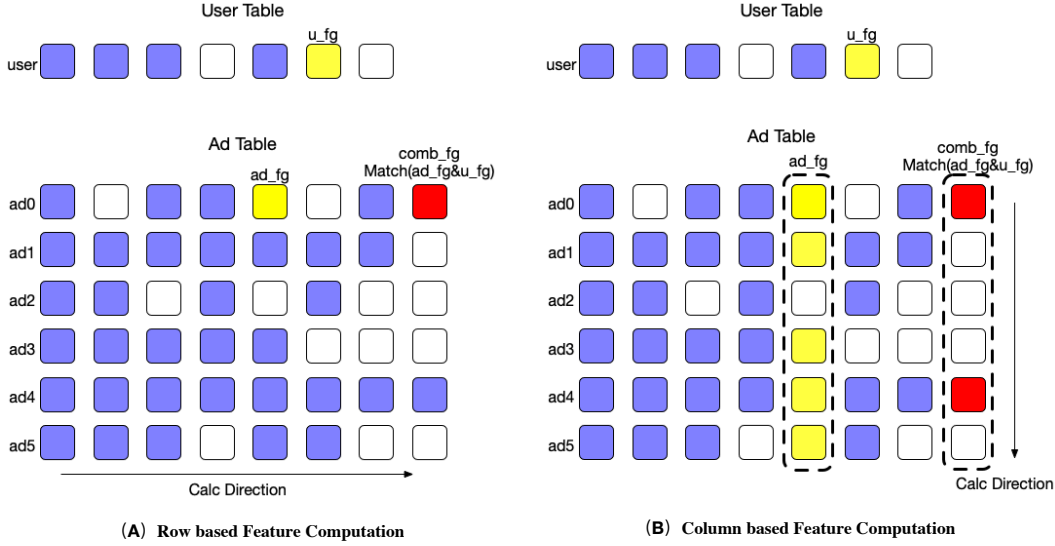 User Table
u_fg
user
Ad Table
comb_fg
Match(ad_fg&u_fg)
ad_fg
ad0
ad1
ad2
ad3
ad4
ad5
Calc Direction
(A) Row based Feature Computation
User Table
u_fg
user
Ad Table
comb_fg
Match(ad_fg&u_fg)
ad_fg
ad0
ad1
ad2
ad3
ad4
ad5
Calc Direction
(B) Column based Feature Computation